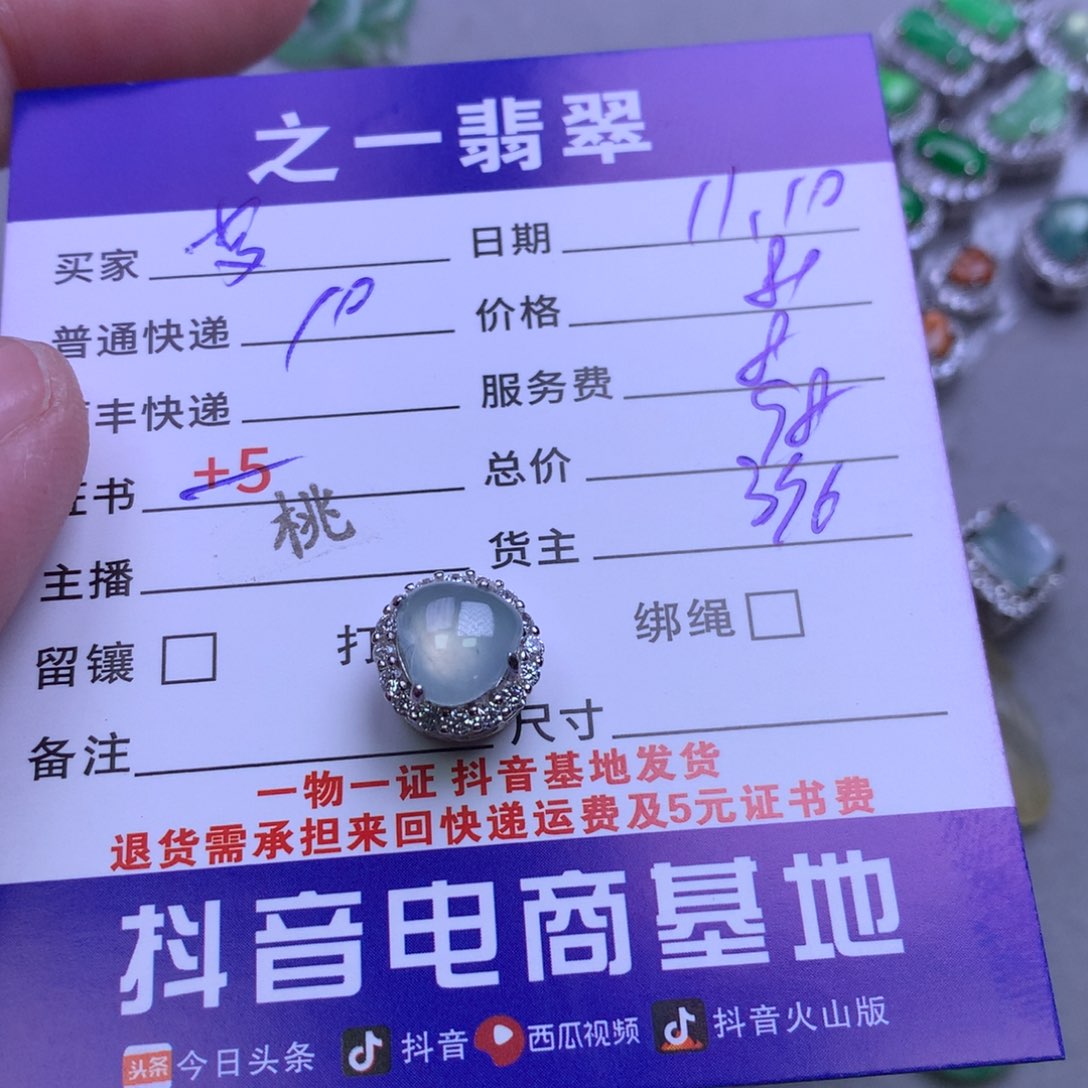 之一翡翠
买家 日期 11.10
普通快递 10 价格
丰快递 服务费 8
证书 +5 总价 58
主播 桃 货主 356
留镶 打 绑绳
备注 尺寸
一物一证 抖音基地发货
退货需承担来回快递运费及5元证书费
抖音电商基地
头条 今日头条 抖音 西瓜视频 抖音火山版